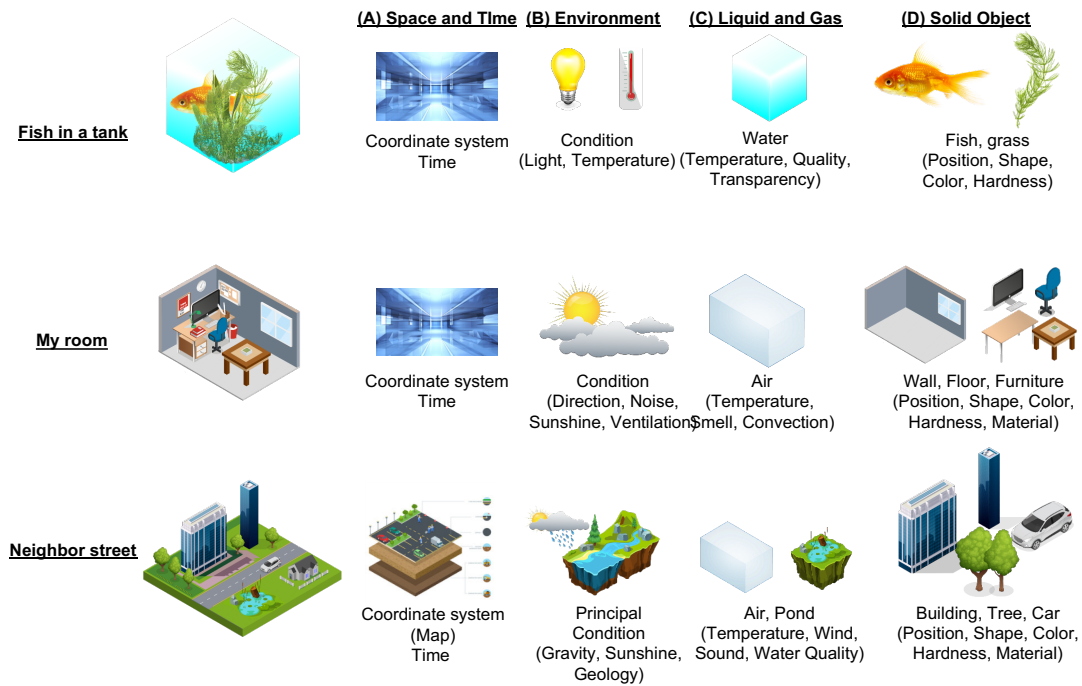 (A) Space and TIme
(B) Environment
(C) Liquid and Gas
(D) Solid Object
Fish in a tank
Coordinate system
Time
Condition
(Light, Temperature)
Water
(Temperature, Quality,
Transparency)
Fish, grass
(Position, Shape,
Color, Hardness)
My room
Coordinate system
Time
Condition
(Direction, Noise,
Sunshine, Ventilation)
Air
(Temperature,
Smell, Convection)
Wall, Floor, Furniture
(Position, Shape, Color,
Hardness, Material)
Neighbor street
Coordinate system
(Map)
Time
Principal
Condition
(Gravity, Sunshine,
Geology)
Air, Pond
(Temperature, Wind,
Sound, Water Quality)
Building, Tree, Car
(Position, Shape, Color,
Hardness, Material)